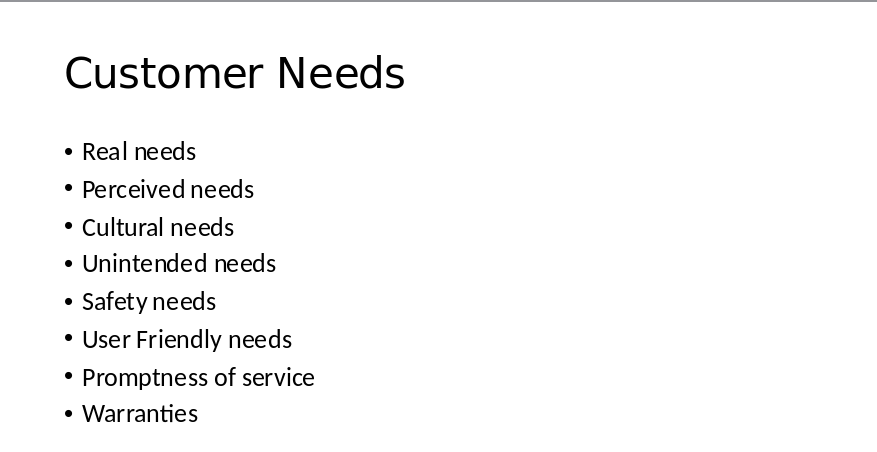 Customer Needs
• Real needs
• Perceived needs
• Cultural needs
• Unintended needs
• Safety needs
• User Friendly needs
• Promptness of service
• Warranties